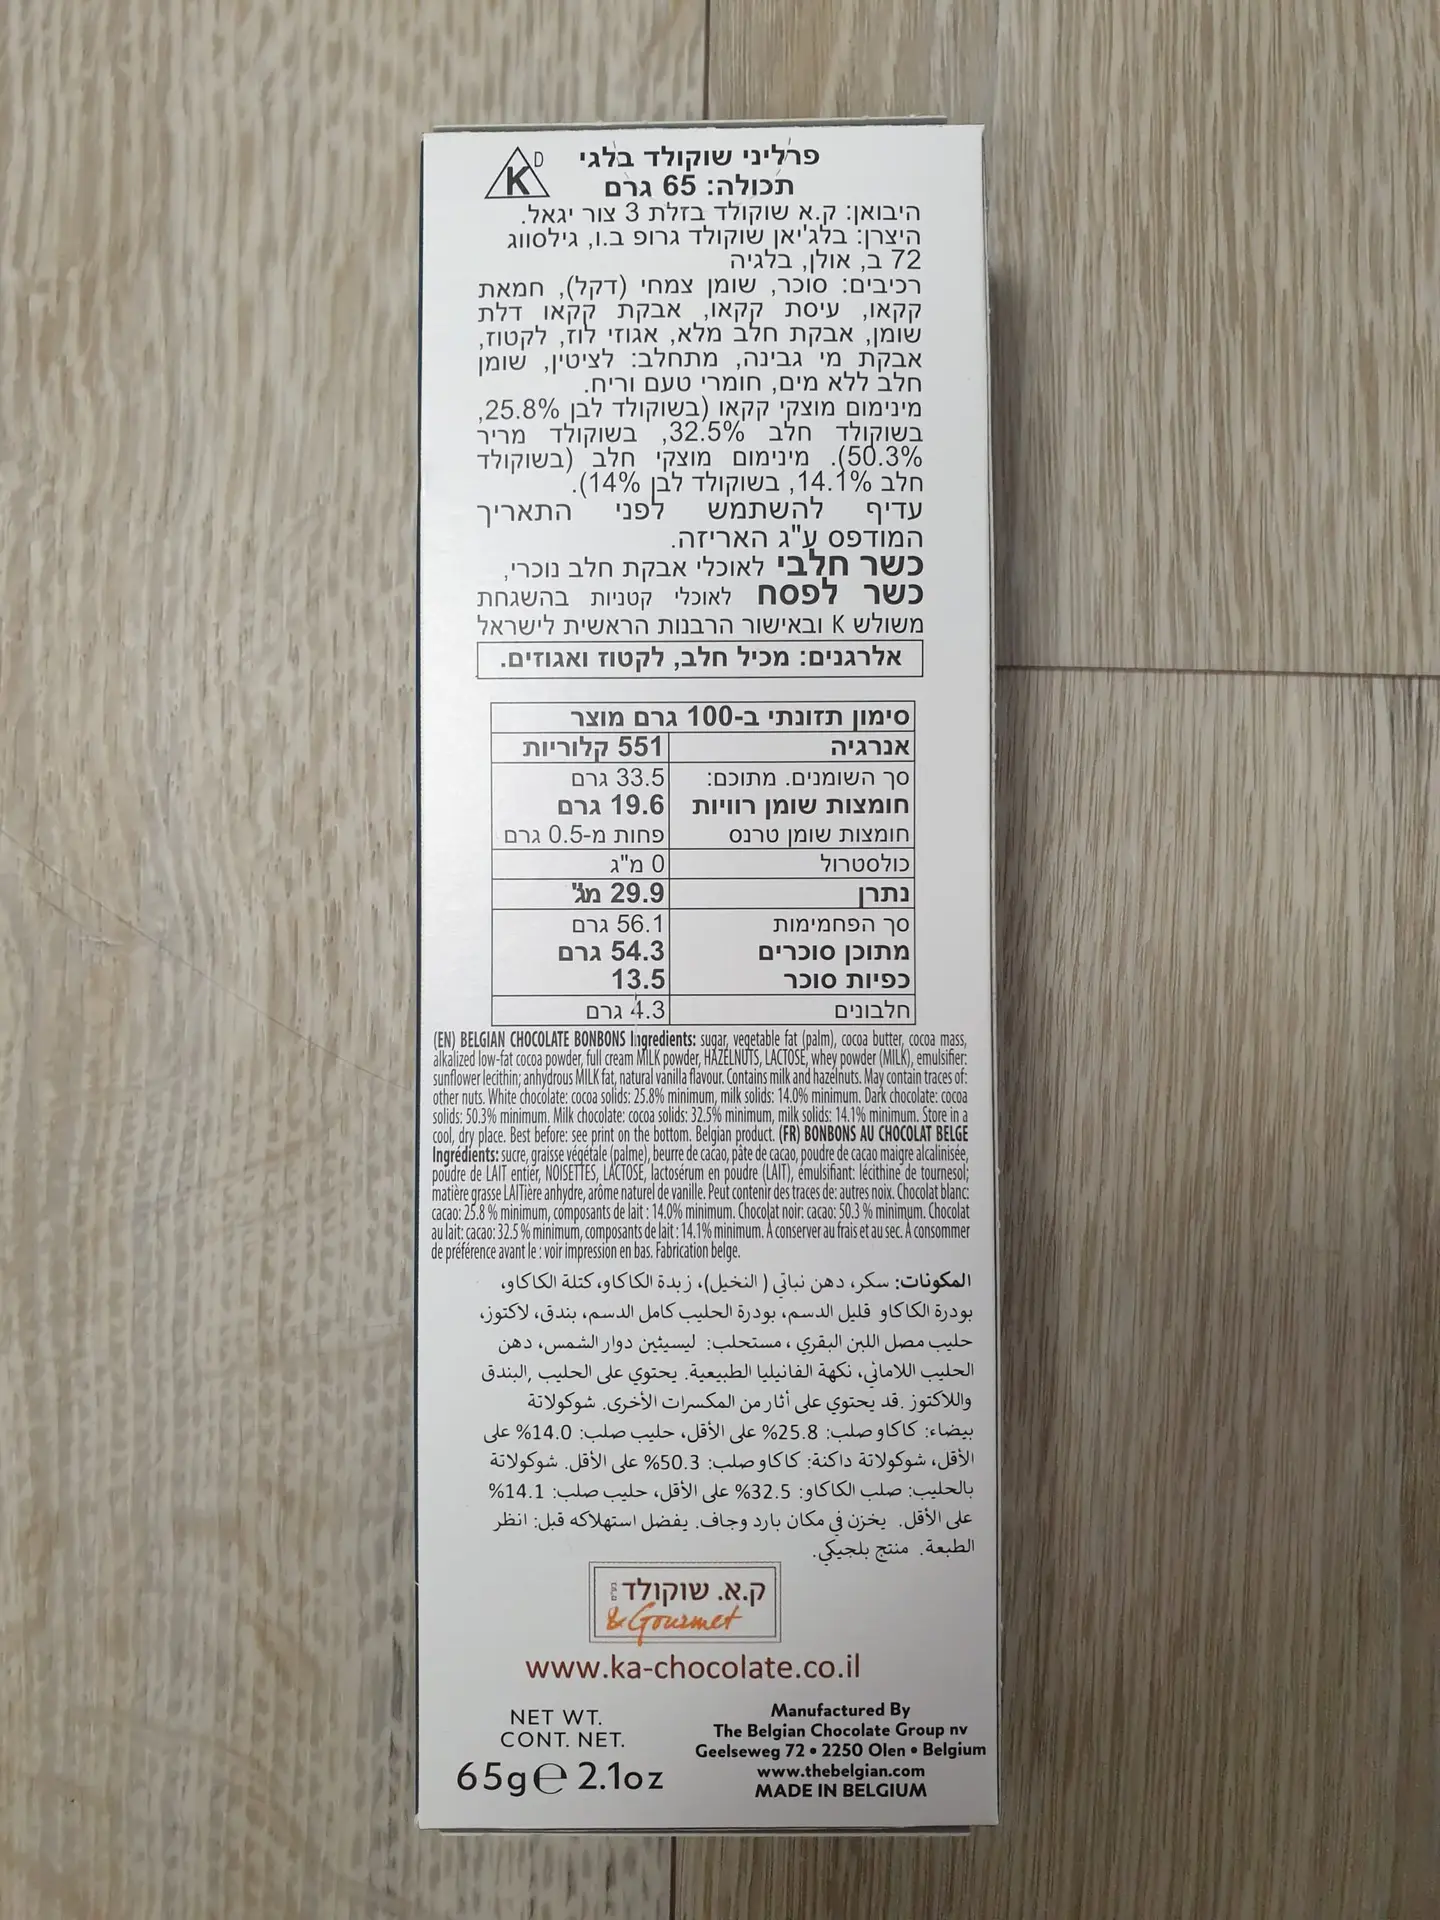 פרליני שוקולד בלגי
תכולה: 65 גרם
K D
היבואן: ק.א שוקולד בזלת 3 צור יגאל.
היצרן: בלג'יאן שוקולד גרופ ב.ו, גילסווג
72 ב, אולן, בלגיה
רכיבים: סוכר, שומן צמחי (דקל), חמאת
קקאו, עיסת קקאו, אבקת קקאו דלת
שומן, אבקת חלב מלא, אגוזי לוז, לקטוז,
אבקת מי גבינה, מתחלב: לציטין, שומן
חלב ללא מים, חומרי טעם וריח.
מינימום מוצקי קקאו (בשוקולד לבן 25.8%,
בשוקולד חלב 32.5%, בשוקולד מריר
50.3%). מינימום מוצקי חלב (בשוקולד
חלב 14.1%, בשוקולד לבן 14%).
עדיף להשתמש לפני התאריך
המודפס ע"ג האריזה.
כשר חלבי לאוכלי אבקת חלב נוכרי,
כשר לפסח לאוכלי קטניות בהשגחת
משולש K ובאישור הרבנות הראשית לישראל
אלרגנים: מכיל חלב, לקטוז ואגוזים.
סימון תזונתי ב-100 גרם מוצר
אנרגיה 551 קלוריות
סך השומנים. מתוכם: 33.5 גרם
חומצות שומן רוויות 19.6 גרם
חומצות שומן טרנס פחות מ-0.5 גרם
כולסטרול 0 מ"ג
נתרן 29.9 מג"
סך הפחמימות 56.1 גרם
מתוכן סוכרים 54.3 גרם
כפיות סוכר 13.5
חלבונים 4.3 גרם
(EN) BELGIAN CHOCOLATE BONBONS Ingredients: sugar, vegetable fat (palm), cocoa butter, cocoa mass,
alkalized low-fat cocoa powder, full cream MILK powder, HAZELNUTS, LACTOSE, whey powder (MILK), emulsifier:
sunflower lecithin; anhydrous MILK fat, natural vanilla flavour. Contains milk and hazelnuts. May contain traces of:
other nuts. White chocolate: cocoa solids: 25.8% minimum, milk solids: 14.0% minimum. Dark chocolate: cocoa
solids: 50.3% minimum. Milk chocolate: cocoa solids: 32.5% minimum, milk solids: 14.1% minimum. Store in a
cool, dry place. Best before: see print on the bottom. Belgian product. (FR) BONBONS AU CHOCOLAT BELGE
Ingrédients: sucre, graisse végétale (palme), beurre de cacao, pâte de cacao, poudre de cacao maigre alcalinisée,
poudre de LAIT entier, NOISETTES, LACTOSE, lactosérum en poudre (LAIT), émulsifiant: lécithine de tournesol;
matière grasse LAITière anhydre, arôme naturel de vanille. Peut contenir des traces de: autres noix. Chocolat blanc:
cacao: 25.8 % minimum, composants de lait : 14.0% minimum. Chocolat noir: cacao: 50.3 % minimum. Chocolat
au lait: cacao: 32.5 % minimum, composants de lait : 14.1% minimum. À conserver au frais et au sec. À consommer
de préférence avant le : voir impression en bas. Fabrication belge.
المكونات: سكر، دهن نباتي ( النخيل)، زبدة الكاكاو، كتلة الكاكاو،
بودرة الكاكاو قليل الدسم، بودرة الحليب كامل الدسم، بندق، لاكتوز،
حليب مصل اللبن البقري ، مستحلب: ليسيثين دوار الشمس، دهن
الحليب اللامائي، نكهة الفانيليا الطبيعية. يحتوي على الحليب ,البندق
واللاكتوز .قد يحتوي على أثار من المكسرات الأخرى. شوكولاتة
بيضاء: كاكاو صلب: 25.8% على الأقل، حليب صلب: 14.0% على
الأقل، شوكولاتة داكنة: كاكاو صلب: 50.3% على الأقل. شوكولاتة
بالحليب: صلب الكاكاو: 32.5% على الأقل، حليب صلب: 14.1%
على الأقل. يخزن في مكان بارد وجاف. يفضل استهلاكه قبل: انظر
الطبعة. منتج بلجيكي.
ק.א. שוקולד בע"מ
& Gourmet
www.ka-chocolate.co.il
NET WT.
CONT. NET.
65g e 2.1oz
Manufactured By
The Belgian Chocolate Group nv
Geelseweg 72 • 2250 Olen • Belgium
www.thebelgian.com
MADE IN BELGIUM